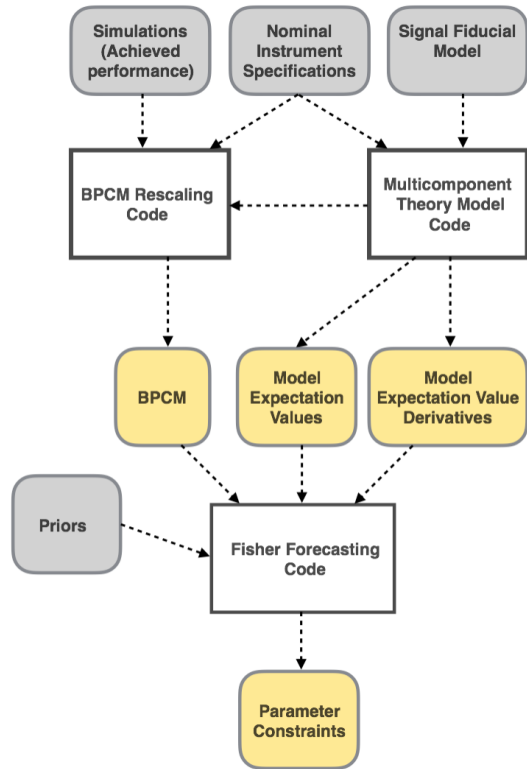 Simulations
(Achieved
performance)
Nominal
Instrument
Specifications
Signal Fiducial
Model
BPCM Rescaling
Code
Multicomponent
Theory Model
Code
BPCM
Model
Expectation
Values
Model
Expectation Value
Derivatives
Priors
Fisher Forecasting
Code
Parameter
Constraints